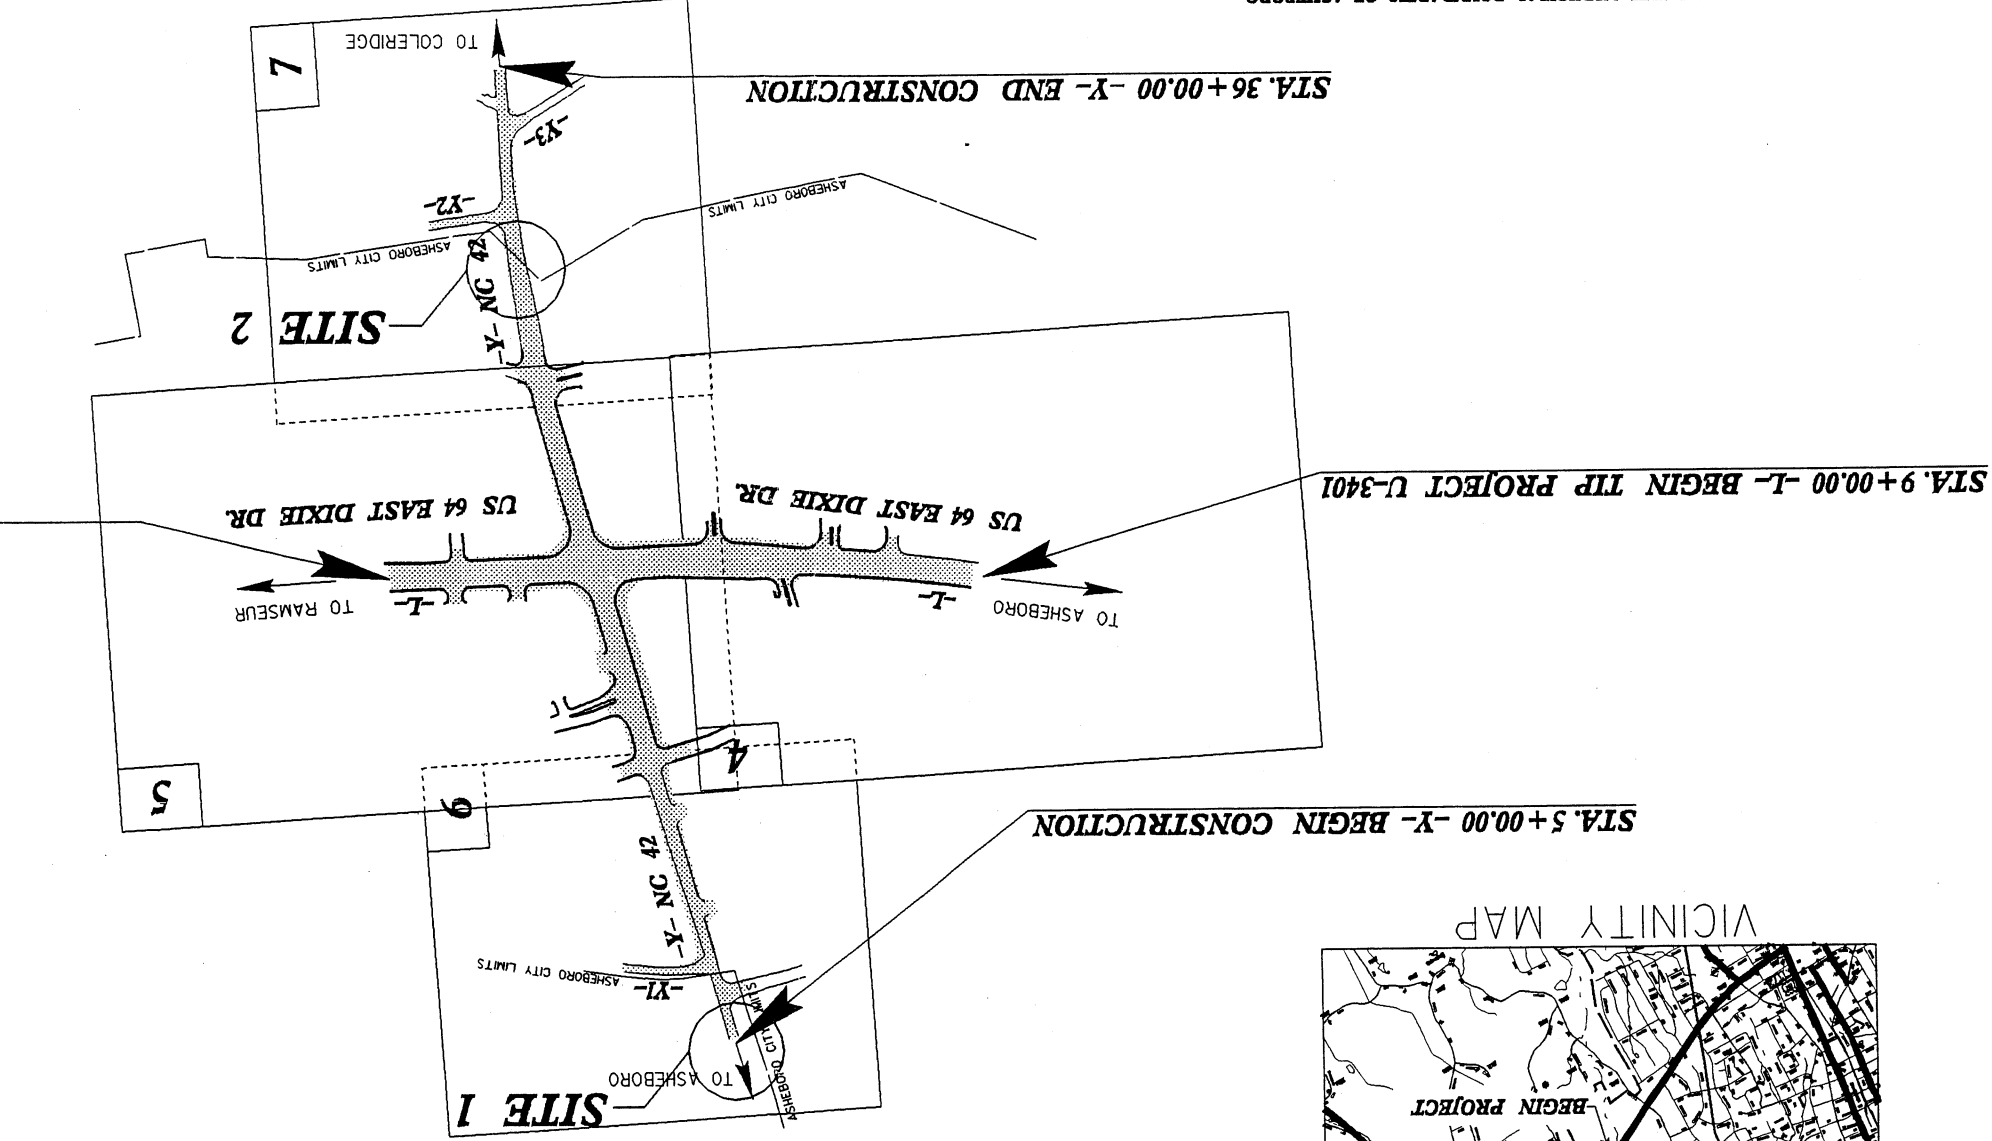 BEGIN PROJECT
VICINITY MAP
SITE 1
TO ASHEBORO
ASHEBORO CITY LIMITS
-Y1-
ASHEBORO CITY LIMITS
-Y- NC 42
STA. 5+00.00 -Y- BEGIN CONSTRUCTION
6
5
4
TO ASHEBORO
-L-
-L-
TO RAMSEUR
US 64 EAST DIXIE DR.
US 64 EAST DIXIE DR.
STA. 9+00.00 -L- BEGIN TIP PROJECT U-3401
SITE 2
-Y- NC 42
ASHEBORO CITY LIMITS
ASHEBORO CITY LIMITS
-Y2-
-Y3-
STA. 36+00.00 -Y- END CONSTRUCTION
TO COLERIDGE
7